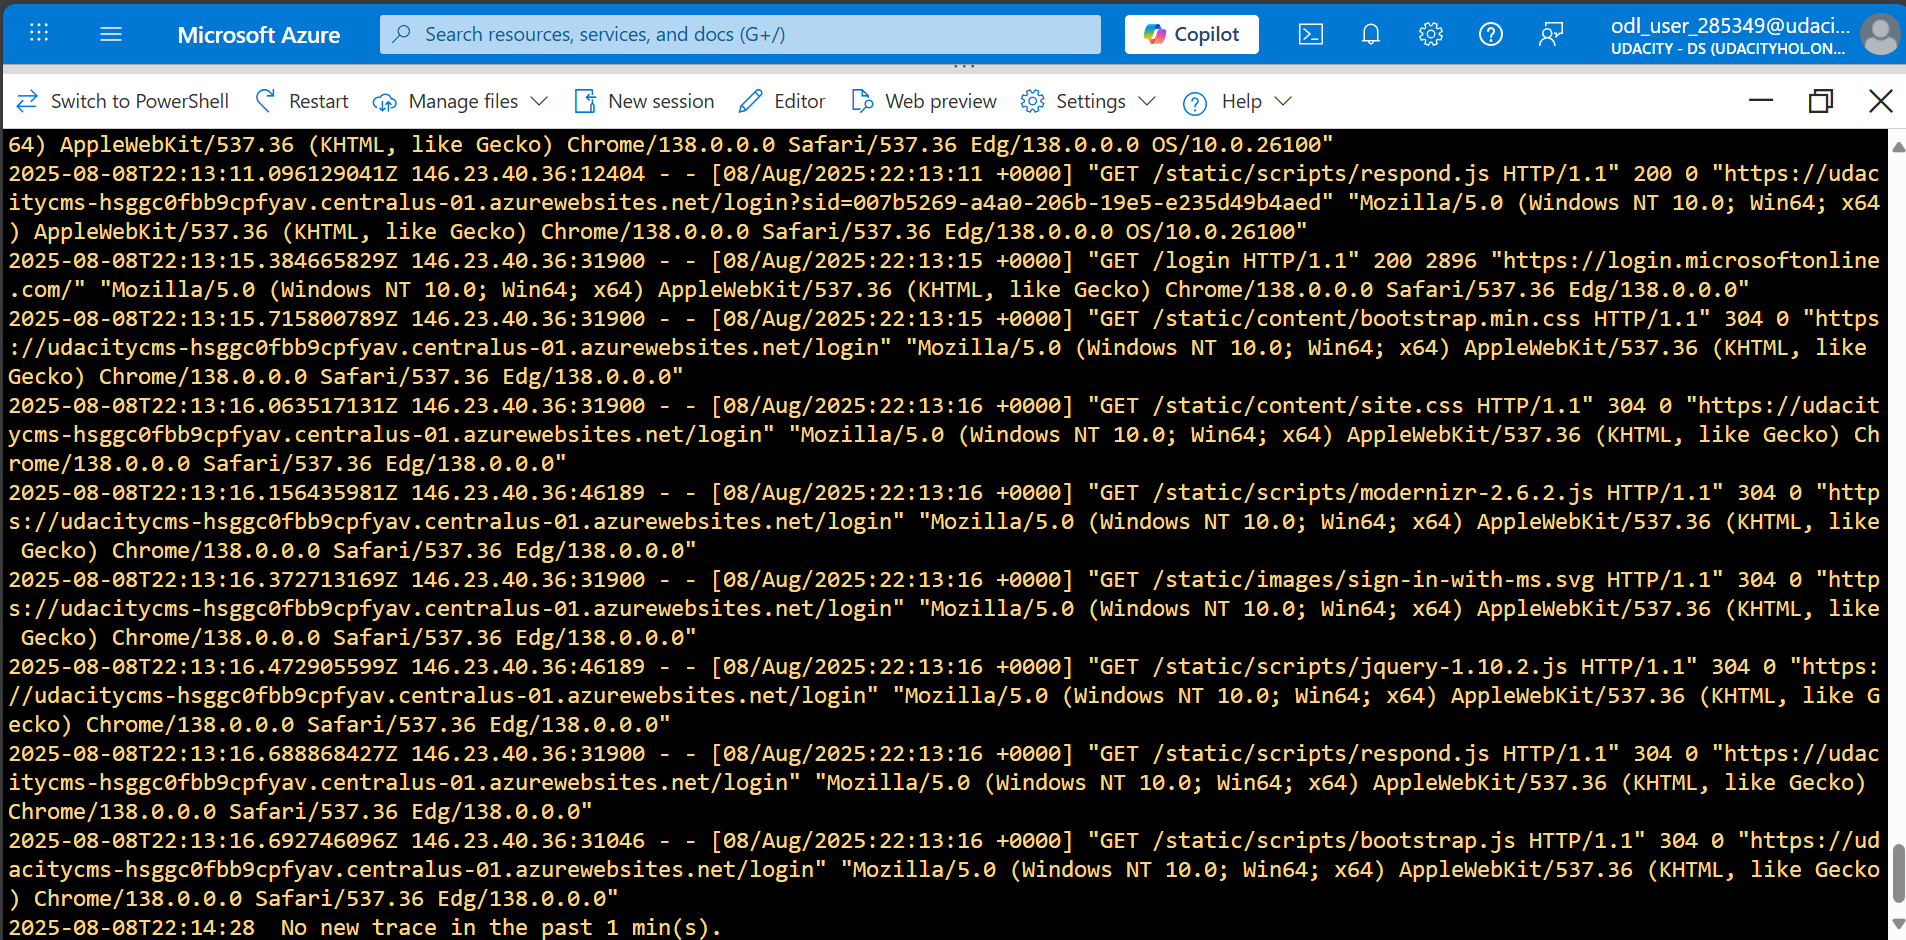 Microsoft Azure
Search resources, services, and docs (G+/)
Copilot
odl_user_285349@udaci...
UDACITY - DS (UDACITYHOL.ON...
Switch to PowerShell
Restart
Manage files
New session
Editor
Web preview
Settings
Help
64) AppleWebKit/537.36 (KHTML, like Gecko) Chrome/138.0.0.0 Safari/537.36 Edg/138.0.0.0 OS/10.0.26100"
2025-08-08T22:13:11.096129041Z 146.23.40.36:12404 - - [08/Aug/2025:22:13:11 +0000] "GET /static/scripts/respond.js HTTP/1.1" 200 0 "https://udac
itycms-hsggc0fbb9cpfyav.centralus-01.azurewebsites.net/login?sid=007b5269-a4a0-206b-19e5-e235d49b4aed" "Mozilla/5.0 (Windows NT 10.0; Win64; x64
) AppleWebKit/537.36 (KHTML, like Gecko) Chrome/138.0.0.0 Safari/537.36 Edg/138.0.0.0 OS/10.0.26100"
2025-08-08T22:13:15.384665829Z 146.23.40.36:31900 - - [08/Aug/2025:22:13:15 +0000] "GET /login HTTP/1.1" 200 2896 "https://login.microsoftonline
.com/" "Mozilla/5.0 (Windows NT 10.0; Win64; x64) AppleWebKit/537.36 (KHTML, like Gecko) Chrome/138.0.0.0 Safari/537.36 Edg/138.0.0.0"
2025-08-08T22:13:15.715800789Z 146.23.40.36:31900 - - [08/Aug/2025:22:13:15 +0000] "GET /static/content/bootstrap.min.css HTTP/1.1" 304 0 "https
://udacitycms-hsggc0fbb9cpfyav.centralus-01.azurewebsites.net/login" "Mozilla/5.0 (Windows NT 10.0; Win64; x64) AppleWebKit/537.36 (KHTML, like
Gecko) Chrome/138.0.0.0 Safari/537.36 Edg/138.0.0.0"
2025-08-08T22:13:16.063517131Z 146.23.40.36:31900 - - [08/Aug/2025:22:13:16 +0000] "GET /static/content/site.css HTTP/1.1" 304 0 "https://udacit
ycms-hsggc0fbb9cpfyav.centralus-01.azurewebsites.net/login" "Mozilla/5.0 (Windows NT 10.0; Win64; x64) AppleWebKit/537.36 (KHTML, like Gecko) Ch
rome/138.0.0.0 Safari/537.36 Edg/138.0.0.0"
2025-08-08T22:13:16.156435981Z 146.23.40.36:46189 - - [08/Aug/2025:22:13:16 +0000] "GET /static/scripts/modernizr-2.6.2.js HTTP/1.1" 304 0 "http
s://udacitycms-hsggc0fbb9cpfyav.centralus-01.azurewebsites.net/login" "Mozilla/5.0 (Windows NT 10.0; Win64; x64) AppleWebKit/537.36 (KHTML, like
Gecko) Chrome/138.0.0.0 Safari/537.36 Edg/138.0.0.0"
2025-08-08T22:13:16.372713169Z 146.23.40.36:31900 - - [08/Aug/2025:22:13:16 +0000] "GET /static/images/sign-in-with-ms.svg HTTP/1.1" 304 0 "http
s://udacitycms-hsggc0fbb9cpfyav.centralus-01.azurewebsites.net/login" "Mozilla/5.0 (Windows NT 10.0; Win64; x64) AppleWebKit/537.36 (KHTML, like
Gecko) Chrome/138.0.0.0 Safari/537.36 Edg/138.0.0.0"
2025-08-08T22:13:16.472905599Z 146.23.40.36:46189 - - [08/Aug/2025:22:13:16 +0000] "GET /static/scripts/jquery-1.10.2.js HTTP/1.1" 304 0 "https:
//udacitycms-hsggc0fbb9cpfyav.centralus-01.azurewebsites.net/login" "Mozilla/5.0 (Windows NT 10.0; Win64; x64) AppleWebKit/537.36 (KHTML, like G
ecko) Chrome/138.0.0.0 Safari/537.36 Edg/138.0.0.0"
2025-08-08T22:13:16.688868427Z 146.23.40.36:31900 - - [08/Aug/2025:22:13:16 +0000] "GET /static/scripts/respond.js HTTP/1.1" 304 0 "https://udac
itycms-hsggc0fbb9cpfyav.centralus-01.azurewebsites.net/login" "Mozilla/5.0 (Windows NT 10.0; Win64; x64) AppleWebKit/537.36 (KHTML, like Gecko)
Chrome/138.0.0.0 Safari/537.36 Edg/138.0.0.0"
2025-08-08T22:13:16.692746096Z 146.23.40.36:31046 - - [08/Aug/2025:22:13:16 +0000] "GET /static/scripts/bootstrap.js HTTP/1.1" 304 0 "https://ud
acitycms-hsggc0fbb9cpfyav.centralus-01.azurewebsites.net/login" "Mozilla/5.0 (Windows NT 10.0; Win64; x64) AppleWebKit/537.36 (KHTML, like Gecko
) Chrome/138.0.0.0 Safari/537.36 Edg/138.0.0.0"
2025-08-08T22:14:28  No new trace in the past 1 min(s).